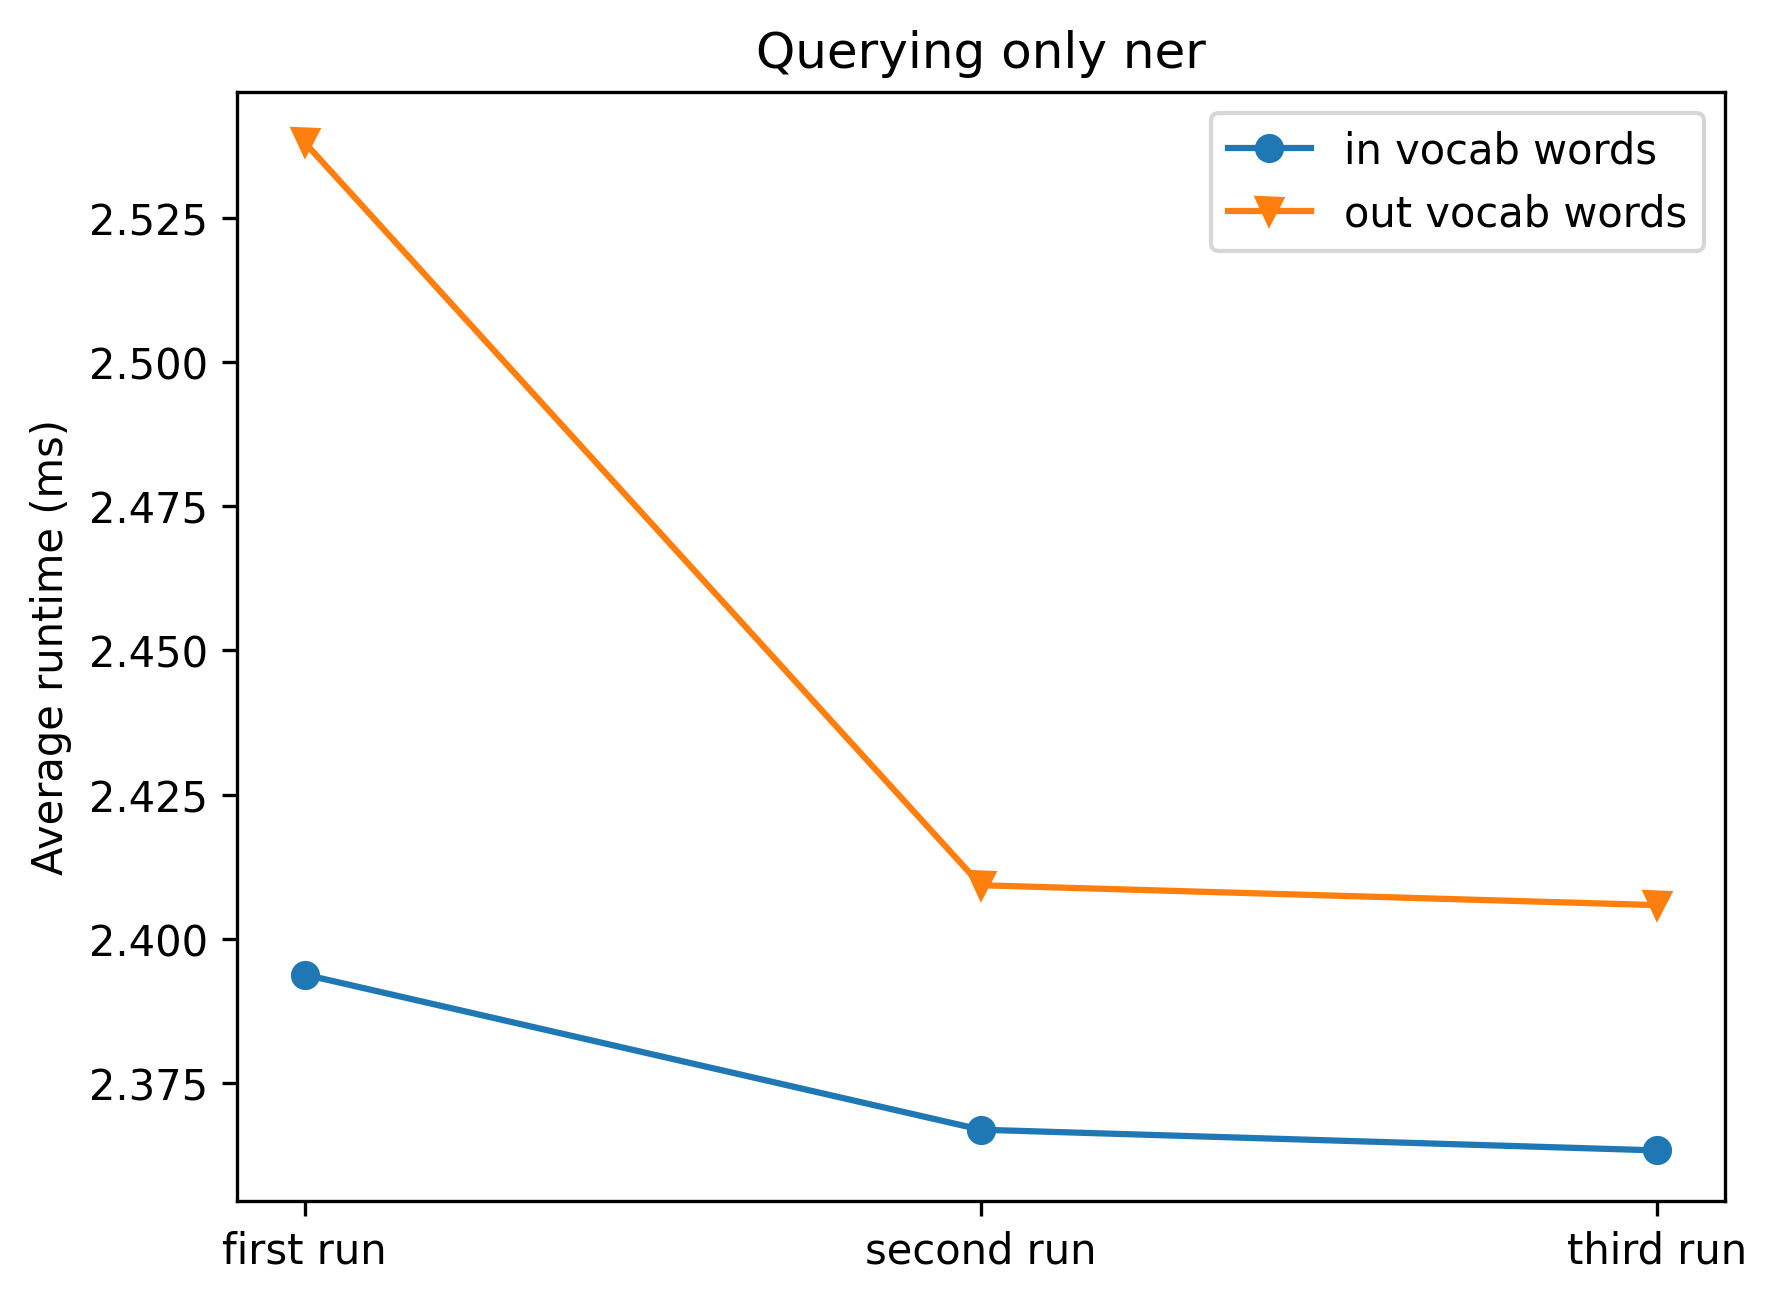 Querying only ner
in vocab words
out vocab words
Average runtime (ms)
2.525
2.500
2.475
2.450
2.425
2.400
2.375
first run
second run
third run